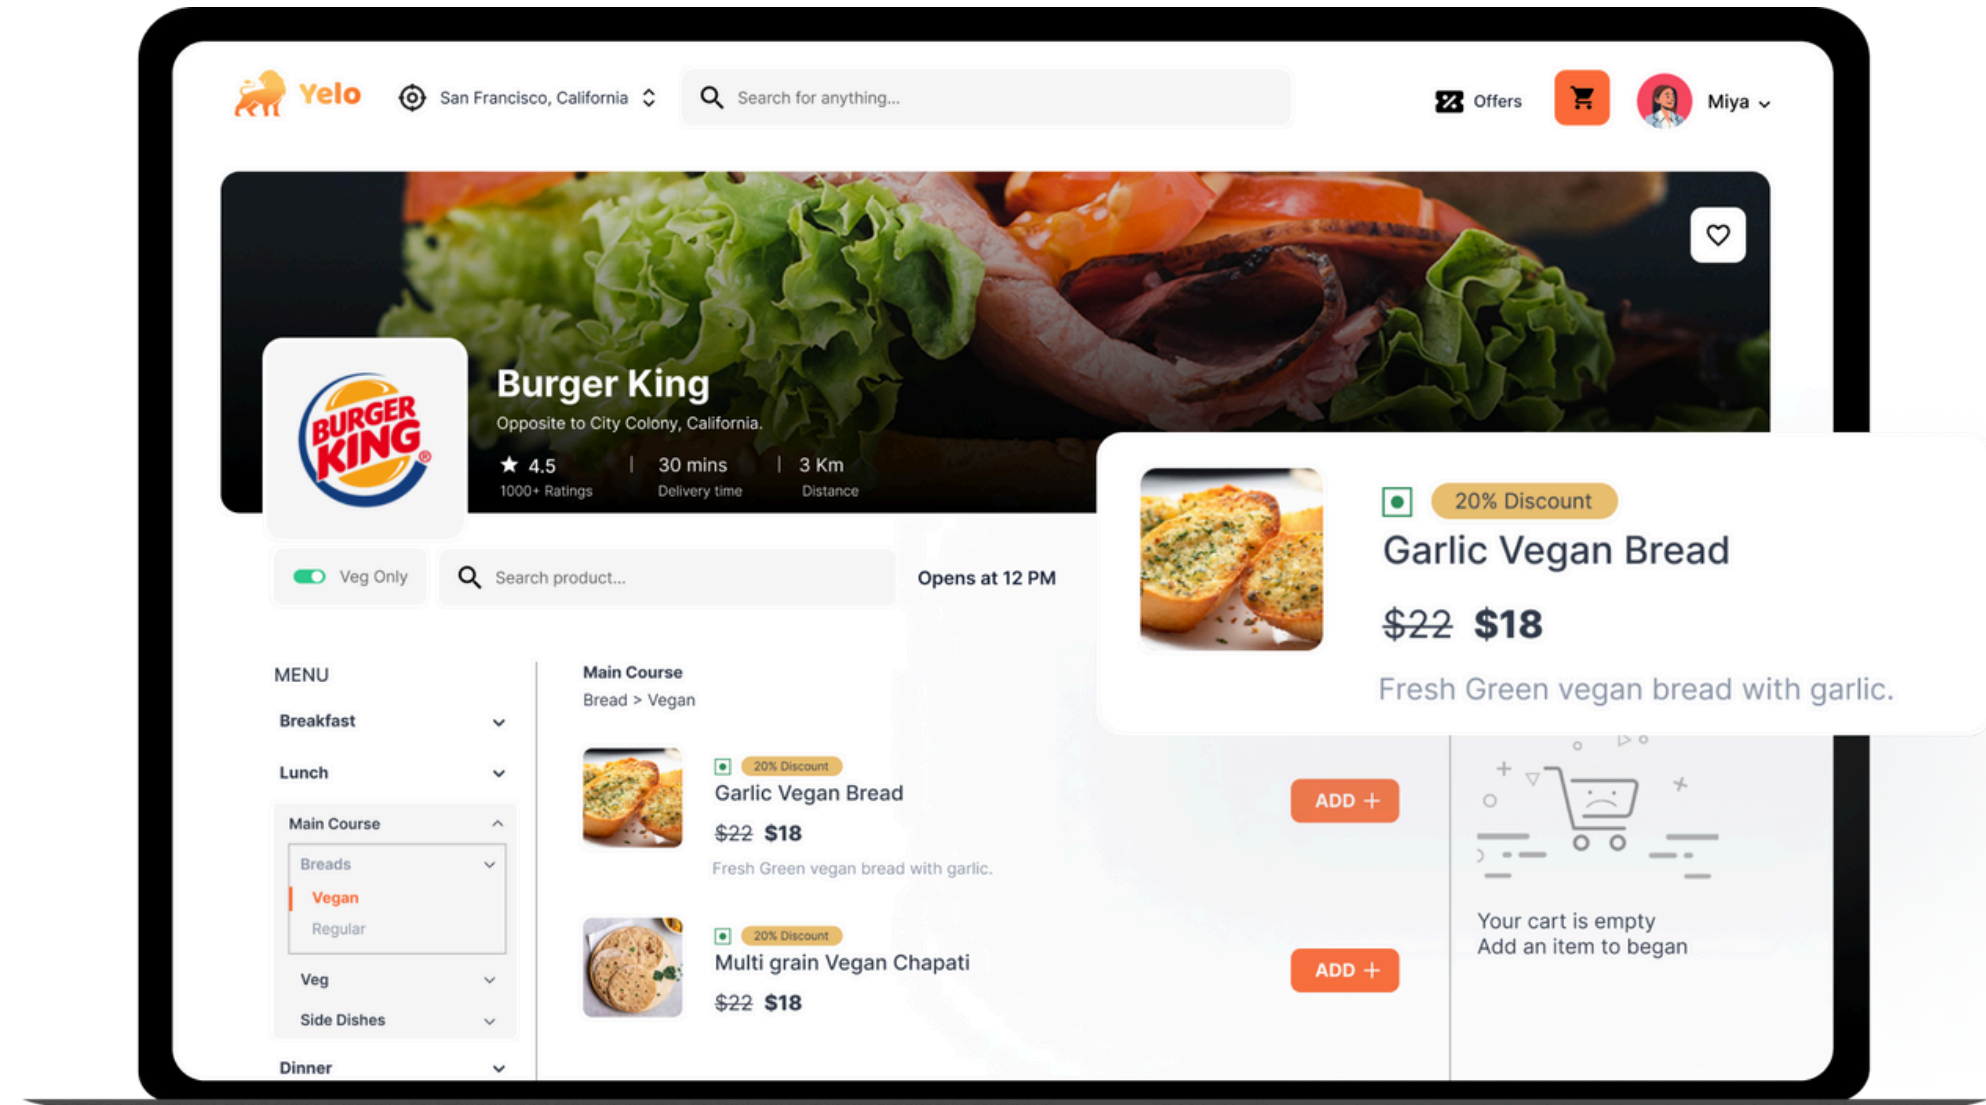 Yelo
San Francisco, California
Search for anything...
Offers
Miya
BURGER
KING®
Burger King
Opposite to City Colony, California.
4.5 | 30 mins | 3 Km
1000+ Ratings Delivery time Distance
Veg Only
Search product...
Opens at 12 PM
20% Discount
Garlic Vegan Bread
$22 $18
Fresh Green vegan bread with garlic.
MENU
Breakfast
Lunch
Main Course
Breads
Vegan
Regular
Veg
Side Dishes
Dinner
Main Course
Bread > Vegan
20% Discount
Garlic Vegan Bread
$22 $18
Fresh Green vegan bread with garlic.
ADD +
20% Discount
Multi grain Vegan Chapati
$22 $18
ADD +
Your cart is empty
Add an item to began